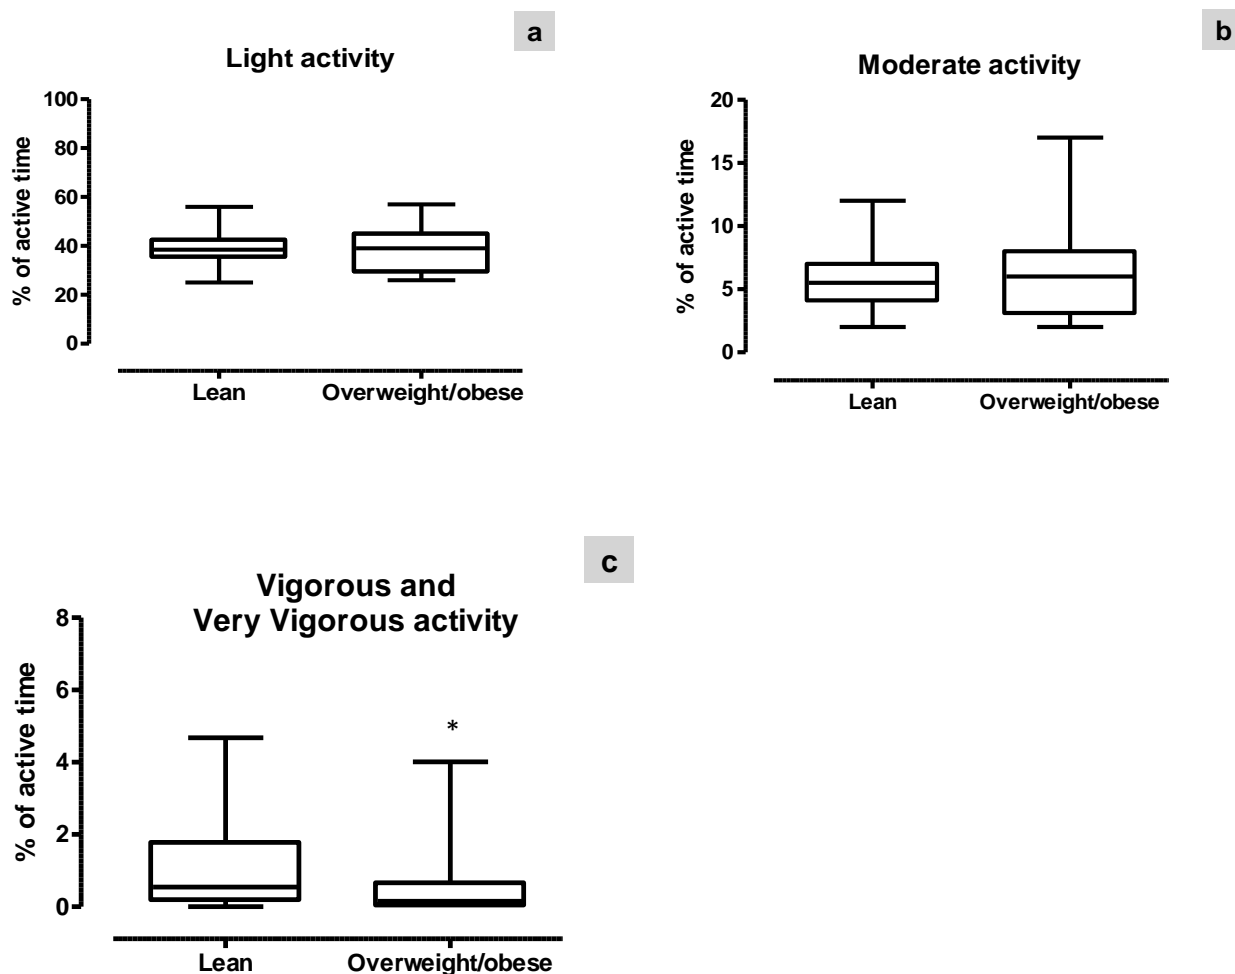 a
Light activity
% of active time
100
80
60
40
20
0
Lean Overweight/obese
b
Moderate activity
% of active time
20
15
10
5
0
Lean Overweight/obese
c
Vigorous and
Very Vigorous activity
% of active time
8
6
4
2
0
*
Lean Overweight/obese